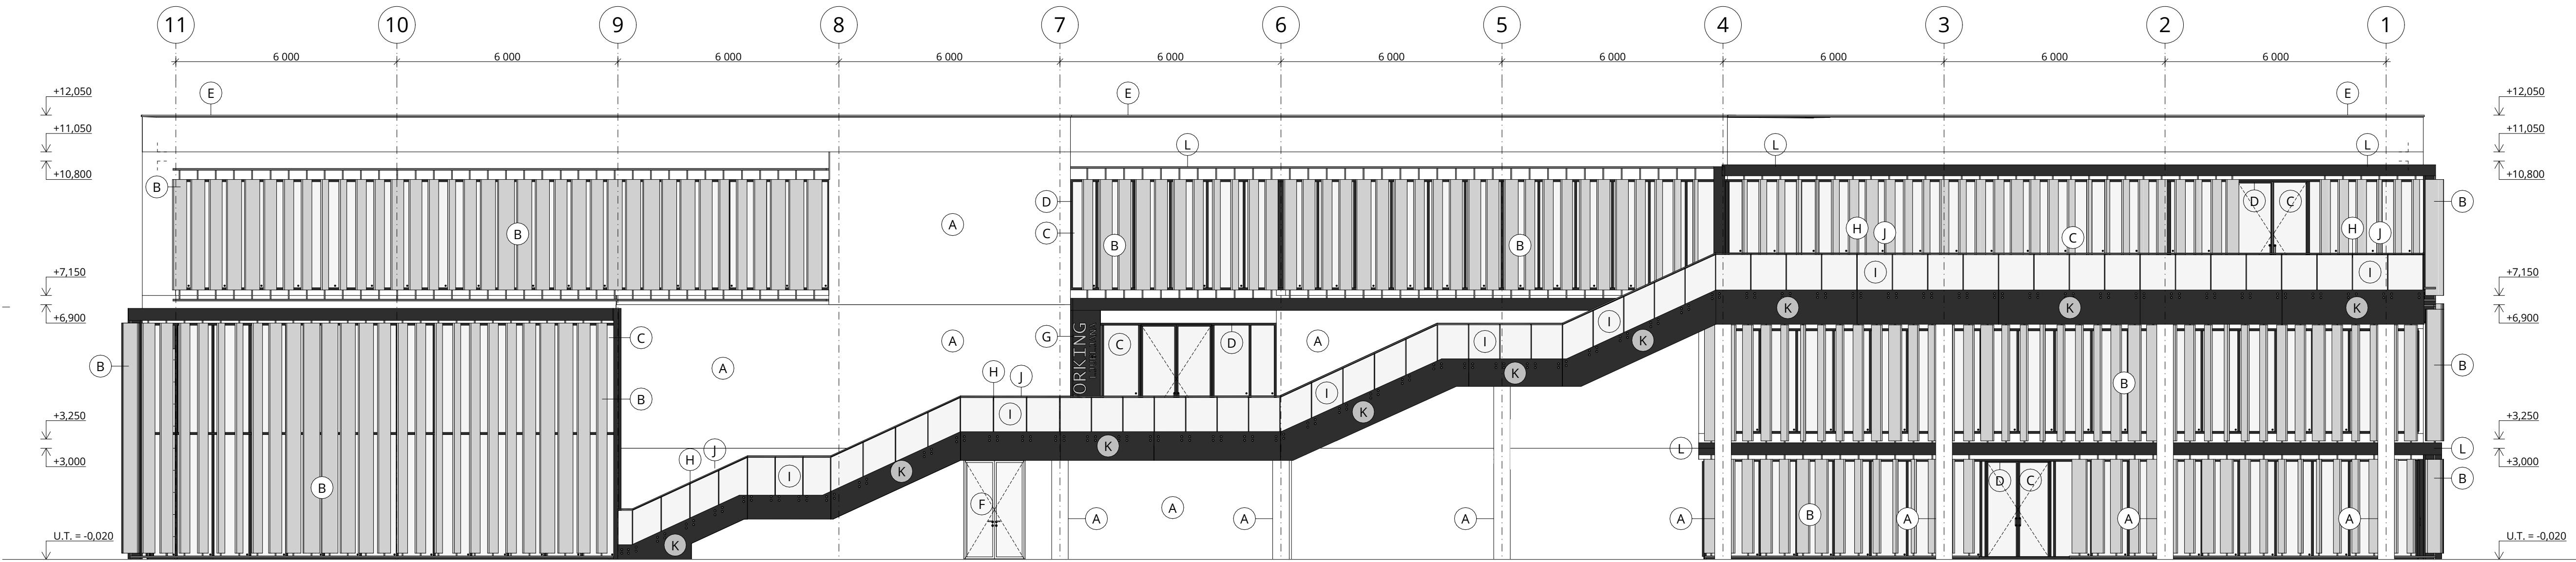 11 10 9 8 7 6 5 4 3 2 1
6 000 6 000 6 000 6 000 6 000 6 000 6 000 6 000 6 000 6 000
+12,050 E E E +12,050
+11,050 +11,050
L L L
+10,800 +10,800
B
D D C B
A H J H J
B C B B C
+7,150 I I +7,150
K K K
+6,900 I +6,900
C G A C D A I K
B A B B
H J K
I B
B I
+3,250 K +3,250
K
J L L
H
+3,000 K +3,000
I D C B
B
F A B
A A A A A A A
U.T. = -0,020 U.T. = -0,020
K
ORKING